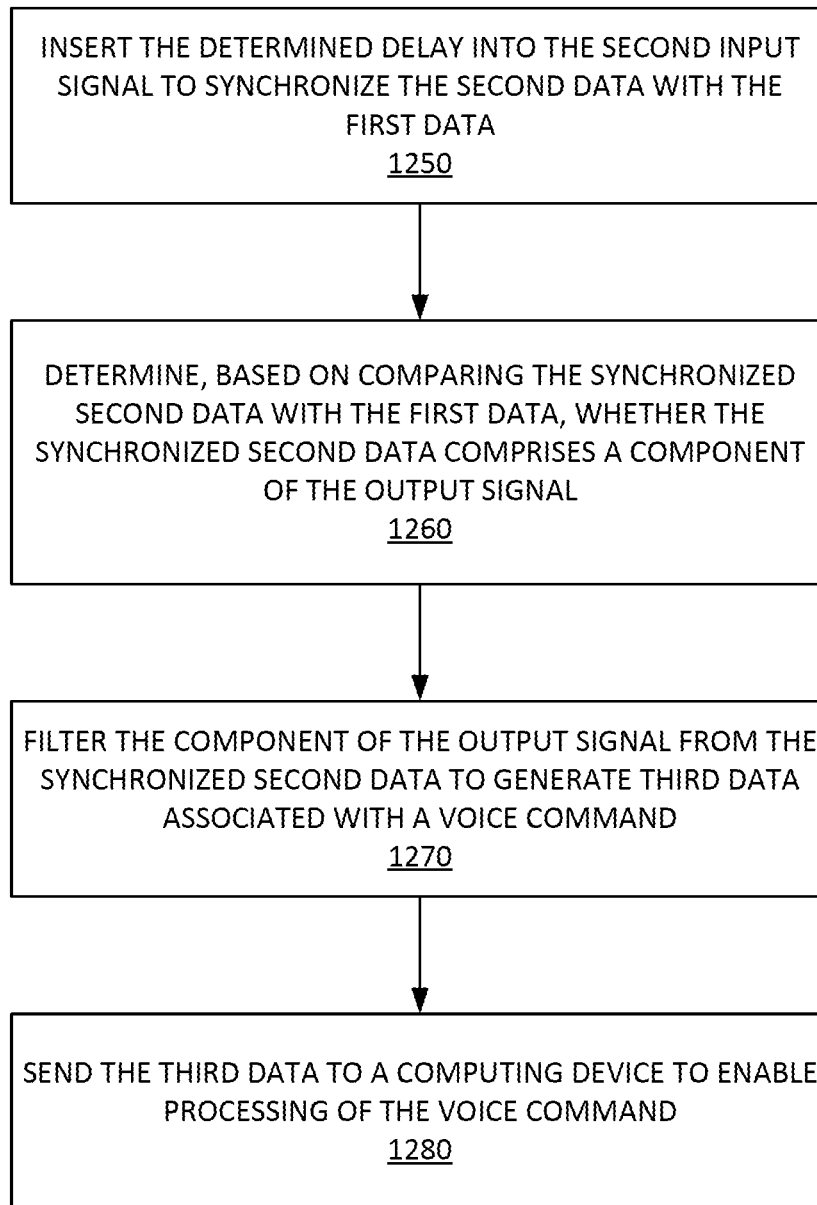 INSERT THE DETERMINED DELAY INTO THE SECOND INPUT
SIGNAL TO SYNCHRONIZE THE SECOND DATA WITH THE
FIRST DATA
1250
DETERMINE, BASED ON COMPARING THE SYNCHRONIZED
SECOND DATA WITH THE FIRST DATA, WHETHER THE
SYNCHRONIZED SECOND DATA COMPRISES A COMPONENT
OF THE OUTPUT SIGNAL
1260
FILTER THE COMPONENT OF THE OUTPUT SIGNAL FROM THE
SYNCHRONIZED SECOND DATA TO GENERATE THIRD DATA
ASSOCIATED WITH A VOICE COMMAND
1270
SEND THE THIRD DATA TO A COMPUTING DEVICE TO ENABLE
PROCESSING OF THE VOICE COMMAND
1280